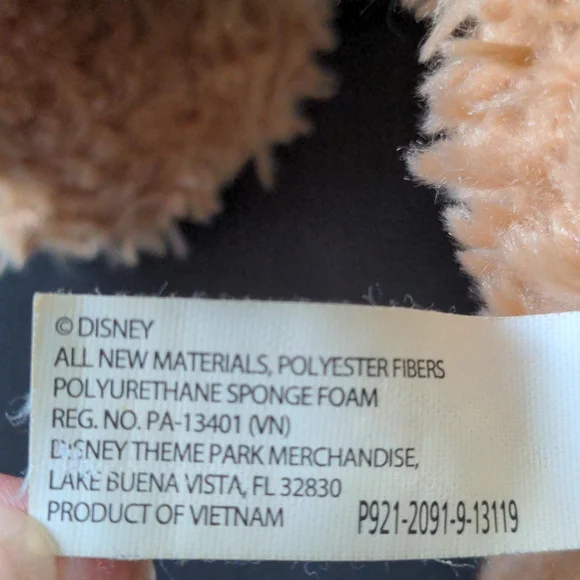 © DISNEY
ALL NEW MATERIALS, POLYESTER FIBERS
POLYURETHANE SPONGE FOAM
REG. NO. PA-13401 (VN)
DISNEY THEME PARK MERCHANDISE,
LAKE BUENA VISTA, FL 32830
PRODUCT OF VIETNAM P921-2091-9-13119